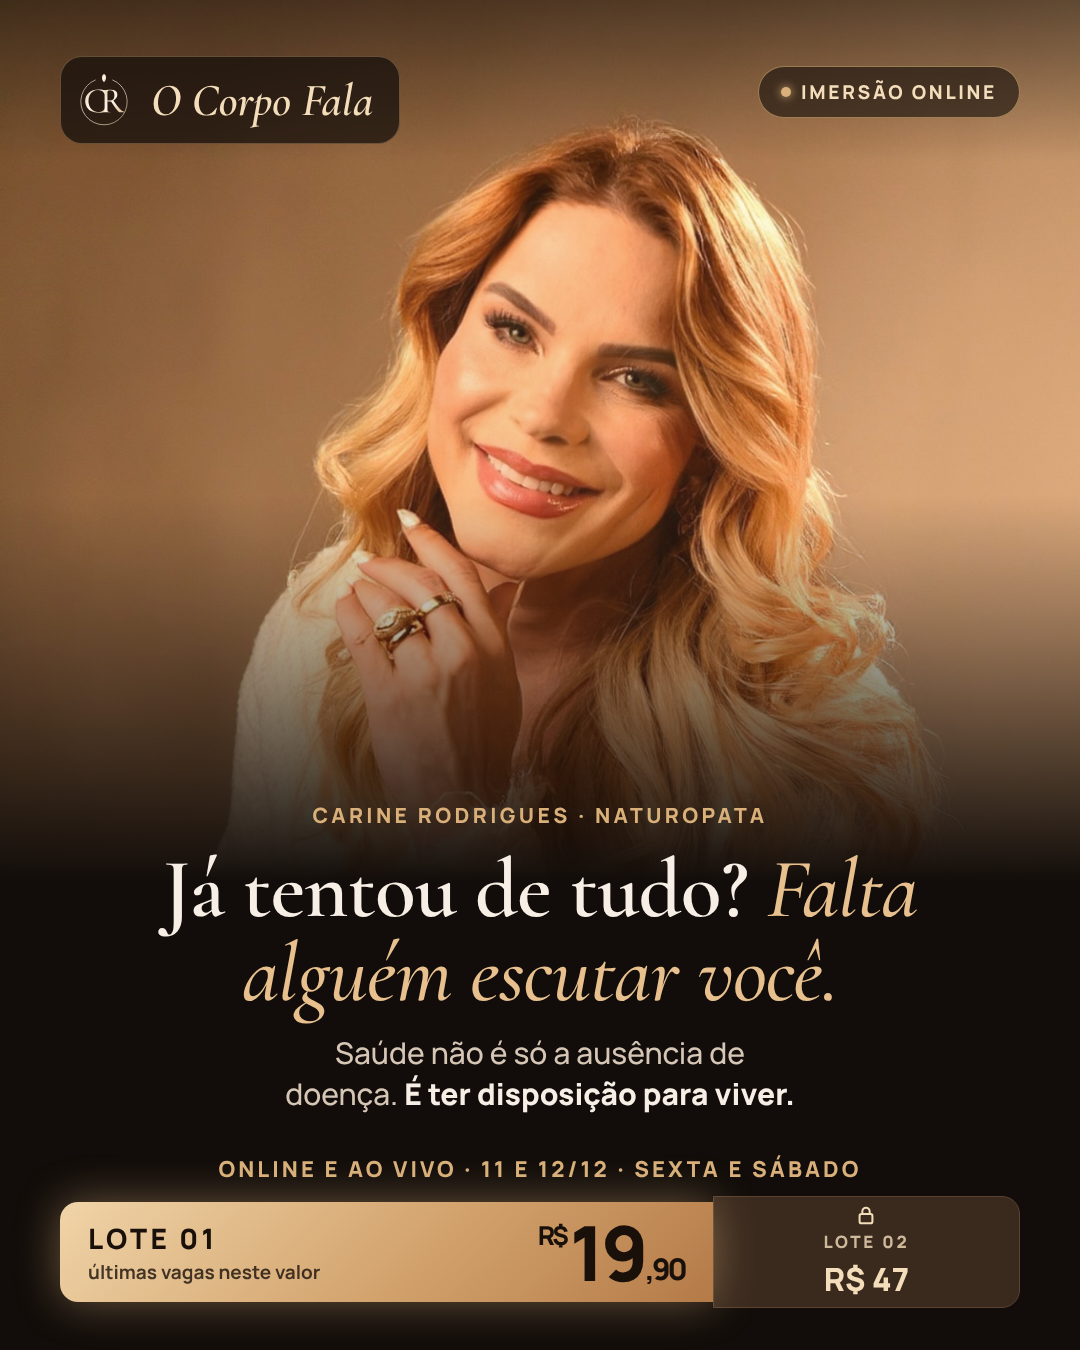 CR O Corpo Fala
IMERSÃO ONLINE
CARINE RODRIGUES · NATUROPATA
Já tentou de tudo? Falta
alguém escutar você.
Saúde não é só a ausência de
doença. É ter disposição para viver.
ONLINE E AO VIVO · 11 E 12/12 · SEXTA E SÁBADO
LOTE 01
últimas vagas neste valor
R$19,90
LOTE 02
R$ 47